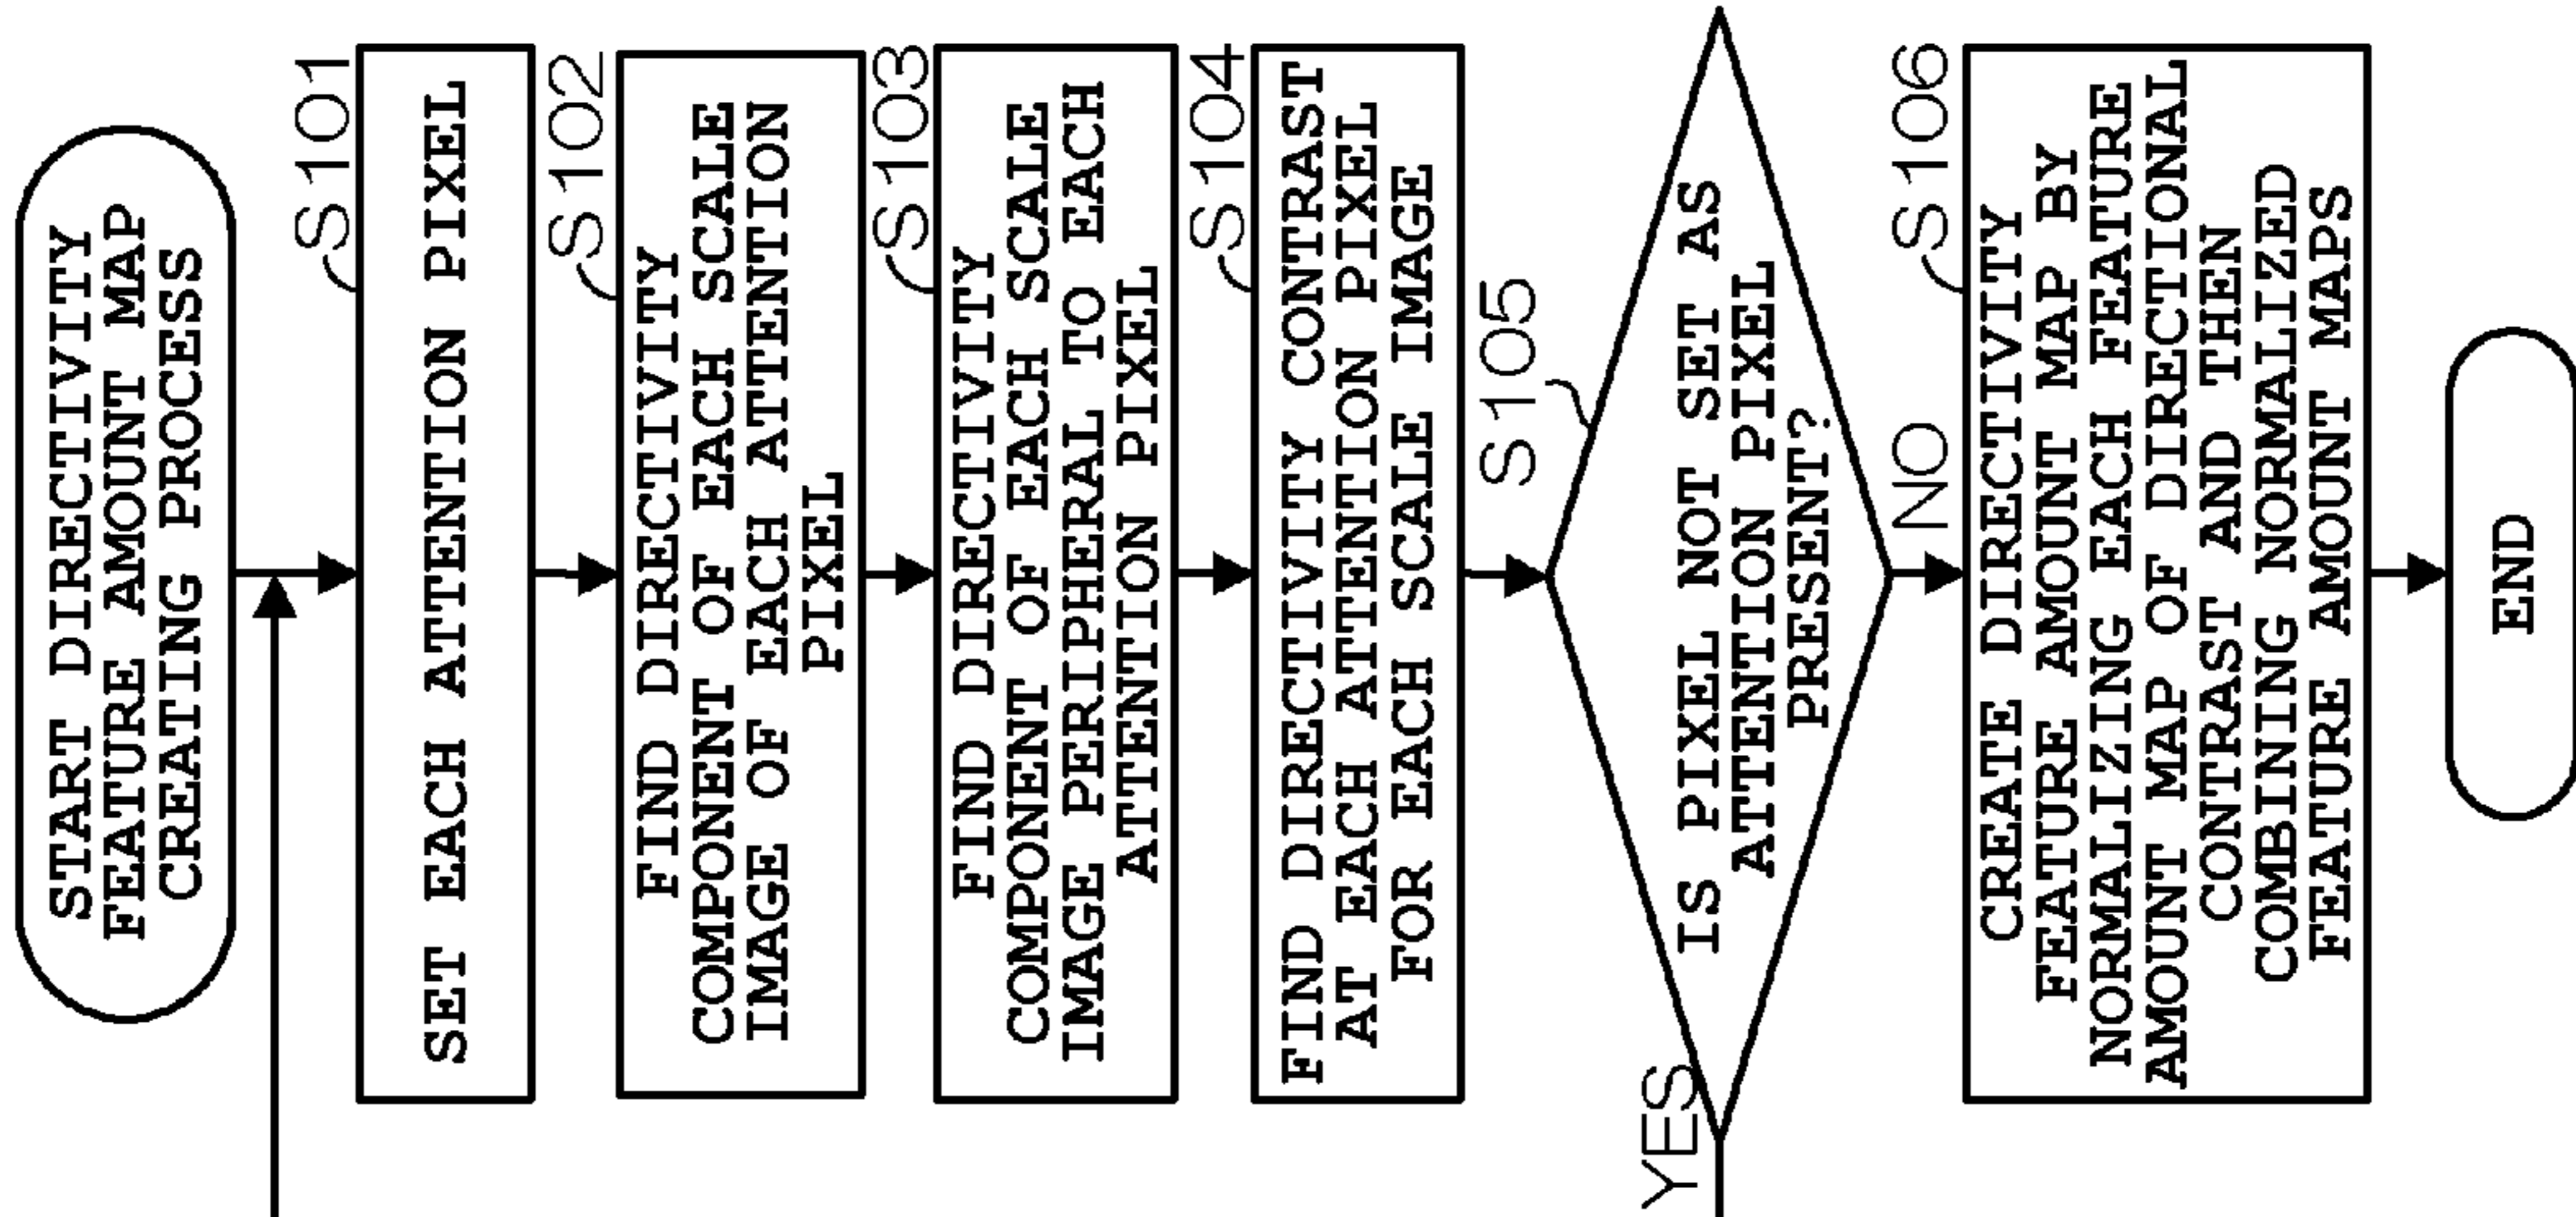 START DIRECTIVITY
FEATURE AMOUNT MAP
CREATING PROCESS
S101
SET EACH ATTENTION PIXEL
S102
FIND DIRECTIVITY
COMPONENT OF EACH SCALE
IMAGE OF EACH ATTENTION
PIXEL
S103
FIND DIRECTIVITY
COMPONENT OF EACH SCALE
IMAGE PERIPHERAL TO EACH
ATTENTION PIXEL
S104
FIND DIRECTIVITY CONTRAST
AT EACH ATTENTION PIXEL
FOR EACH SCALE IMAGE
S105
IS PIXEL NOT SET AS
ATTENTION PIXEL
PRESENT?
YES
NO
S106
CREATE DIRECTIVITY
FEATURE AMOUNT MAP BY
NORMALIZING EACH FEATURE
AMOUNT MAP OF DIRECTIONAL
CONTRAST AND THEN
COMBINING NORMALIZED
FEATURE AMOUNT MAPS
END